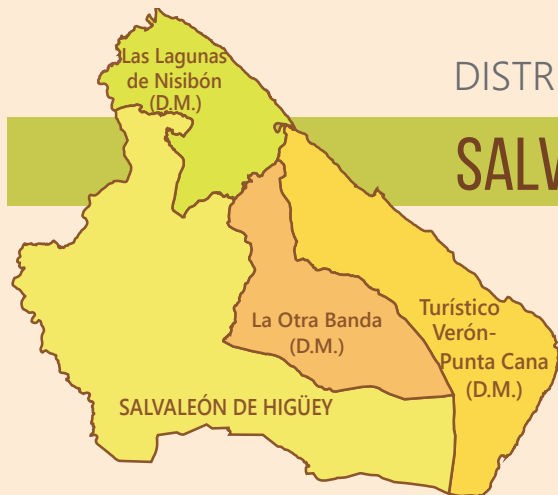 Las Lagunas
de Nisibón
(D.M.)
DISTR
SALV
La Otra Banda
(D.M.)
Turístico
Verón-
Punta Cana
(D.M.)
SALVALEÓN DE HIGÜEY